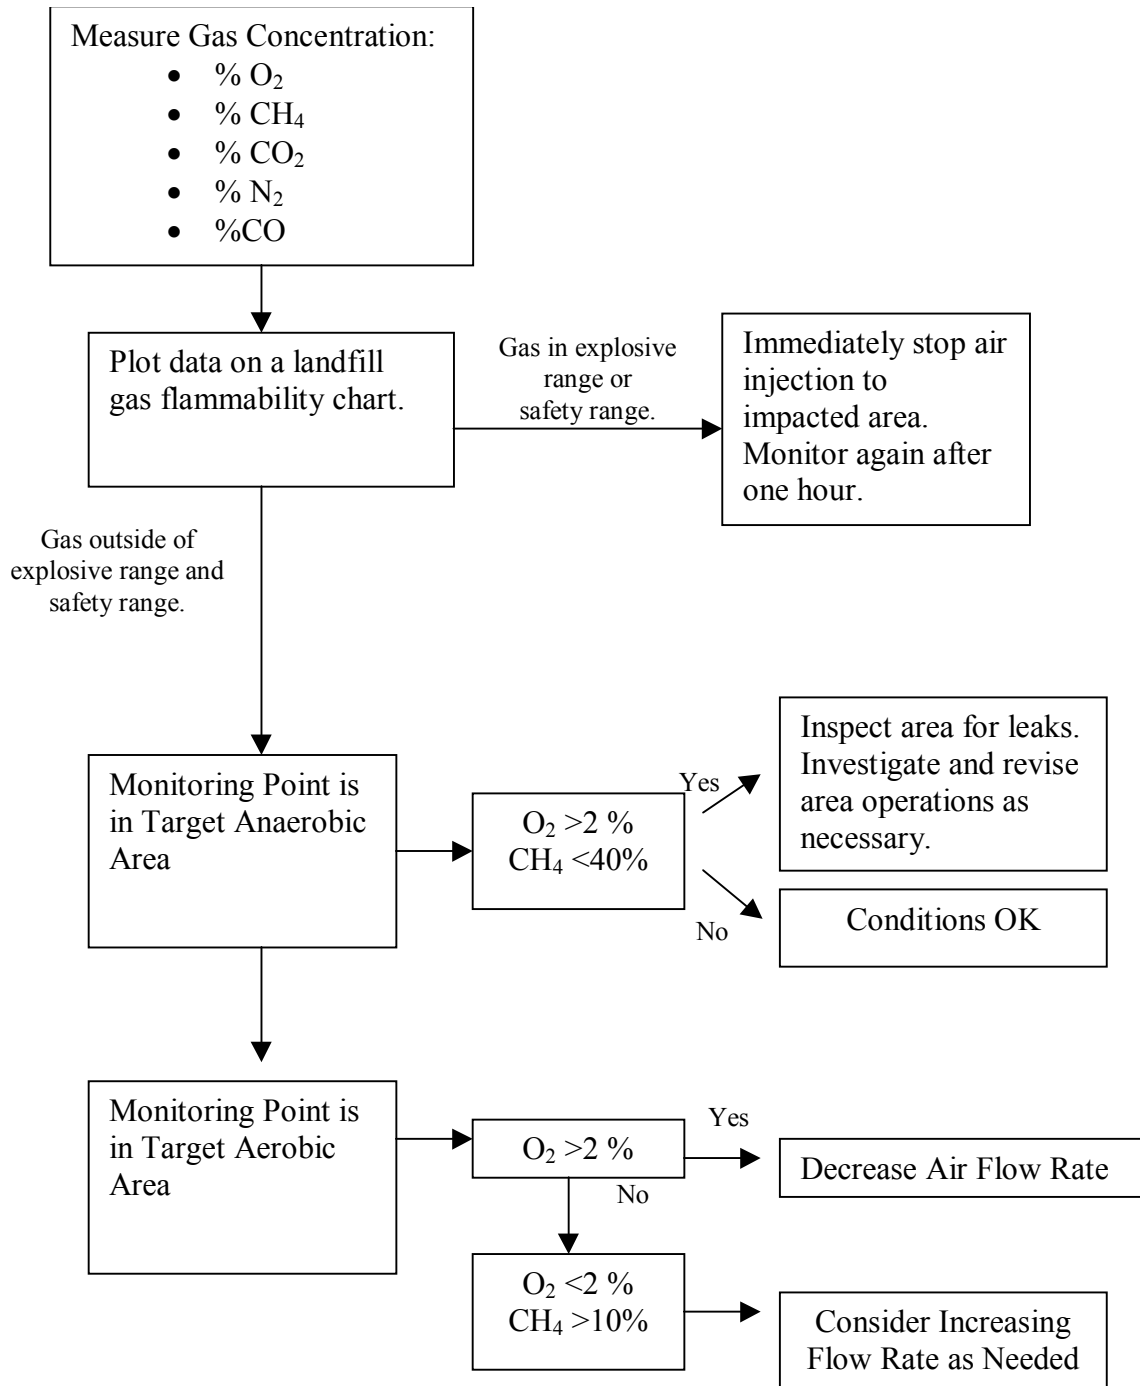 Measure Gas Concentration:
• % O₂
• % CH₄
• % CO₂
• % N₂
• %CO
Plot data on a landfill
gas flammability chart.
Gas in explosive
range or
safety range.
Immediately stop air
injection to
impacted area.
Monitor again after
one hour.
Gas outside of
explosive range and
safety range.
Monitoring Point is
in Target Anaerobic
Area
O₂ >2 %
CH₄ <40%
Yes
Inspect area for leaks.
Investigate and revise
area operations as
necessary.
No
Conditions OK
Monitoring Point is
in Target Aerobic
Area
O₂ >2 %
Yes
Decrease Air Flow Rate
No
O₂ <2 %
CH₄ >10%
Consider Increasing
Flow Rate as Needed